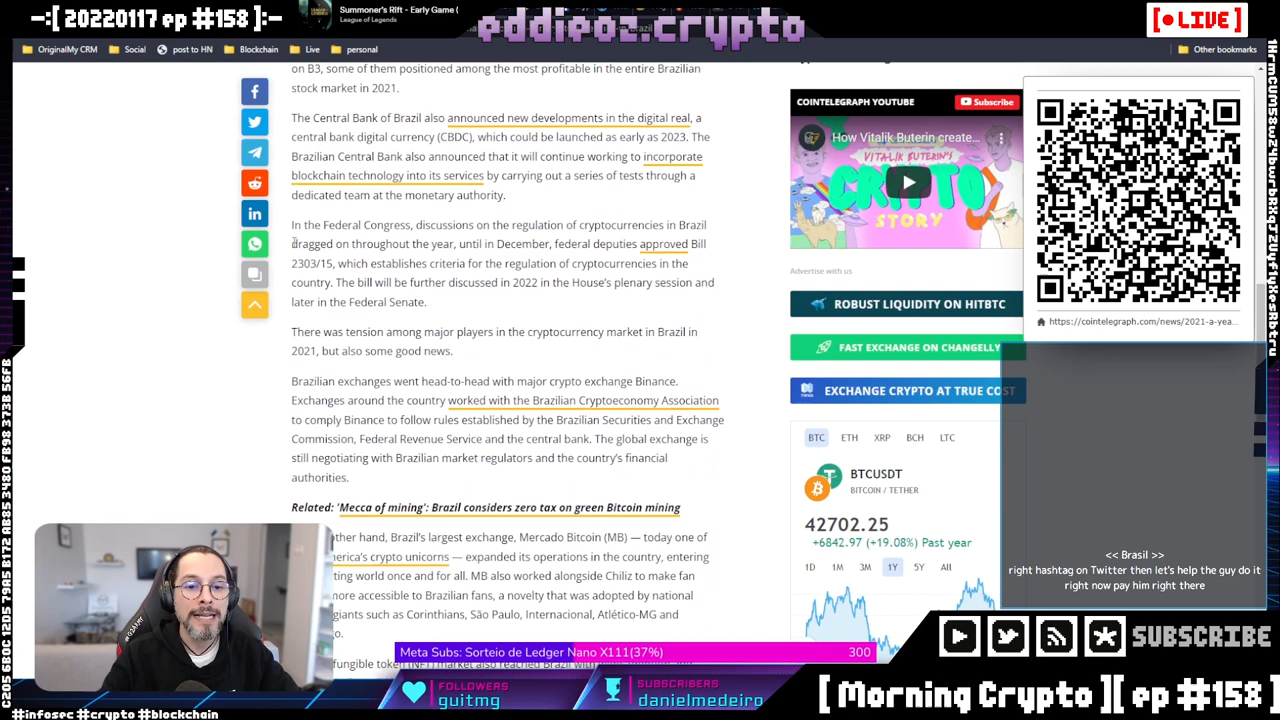 -:[ 20220117 ep #158 ]:-
Summoner's Rift - Early Game (
League of Legends
eddieoz.crypto
[● LIVE]
OriginalMy CRM
Social
post to HN
Blockchain
Live
personal
Other bookmarks
on B3, some of them positioned among the most profitable in the entire Brazilian
stock market in 2021.
The Central Bank of Brazil also announced new developments in the digital real, a
central bank digital currency (CBDC), which could be launched as early as 2023. The
Brazilian Central Bank also announced that it will continue working to incorporate
blockchain technology into its services by carrying out a series of tests through a
dedicated team at the monetary authority.
In the Federal Congress, discussions on the regulation of cryptocurrencies in Brazil
dragged on throughout the year, until in December, federal deputies approved Bill
2303/15, which establishes criteria for the regulation of cryptocurrencies in the
country. The bill will be further discussed in 2022 in the House's plenary session and
later in the Federal Senate.
There was tension among major players in the cryptocurrency market in Brazil in
2021, but also some good news.
Brazilian exchanges went head-to-head with major crypto exchange Binance.
Exchanges around the country worked with the Brazilian Cryptoeconomy Association
to comply Binance to follow rules established by the Brazilian Securities and Exchange
Commission, Federal Revenue Service and the central bank. The global exchange is
still negotiating with Brazilian market regulators and the country's financial
authorities.
Related: 'Mecca of mining': Brazil considers zero tax on green Bitcoin mining
other hand, Brazil's largest exchange, Mercado Bitcoin (MB) — today one of
crypto unicorns — expanded its operations in the country, entering
world once and for all. MB also worked alongside Chiliz to make fan
more accessible to Brazilian fans, a novelty that was adopted by national
giants such as Corinthians, São Paulo, Internacional, Atlético-MG and
token
market also reached Brazil with
COINTELEGRAPH YOUTUBE
Subscribe
How Vitalik Buterin create...
VITALIK BUTERIN'S
CRYPTO
STORY
Advertise with us
ROBUST LIQUIDITY ON HITBTC
FAST EXCHANGE ON CHANGELLY
EXCHANGE CRYPTO AT TRUE COST
BTC
ETH
XRP
BCH
LTC
BTCUSDT
BITCOIN / TETHER
42702.25
+6842.97 (+19.08%) Past year
1D
1M
3M
1Y
5Y
All
https://cointelegraph.com/news/2021-a-yea...
<< Brasil >>
right hashtag on Twitter then let's help the guy do it
right now pay him right there
Meta Subs: Sorteio de Ledger Nano X111(37%)
300
FOLLOWERS
guitmg
SUBSCRIBERS
danielmedeiro
SUBSCRIBE
[ Morning Crypto ][ ep #158 ]
#infosec #crypto #blockchain